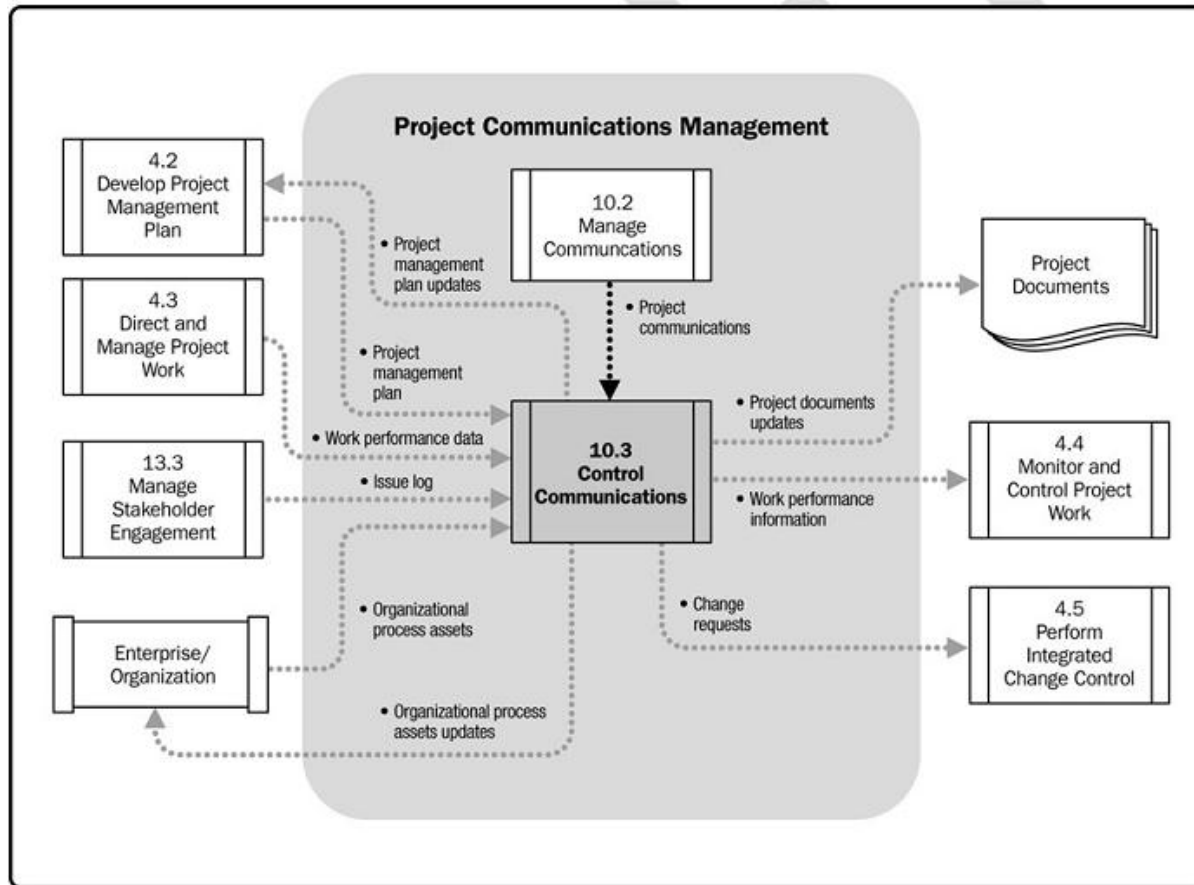 Project Communications Management
4.2
Develop Project
Management
Plan
10.2
Manage
Communcations
• Project
management
plan updates
Project
Documents
4.3
Direct and
Manage Project
Work
• Project
communications
• Project
management
plan
• Project documents
updates
• Work performance data
10.3
Control
Communications
4.4
Monitor and
Control Project
Work
13.3
Manage
Stakeholder
Engagement
• Issue log
• Work performance
information
• Organizational
process assets
• Change
requests
4.5
Perform
Integrated
Change Control
Enterprise/
Organization
• Organizational process
assets updates